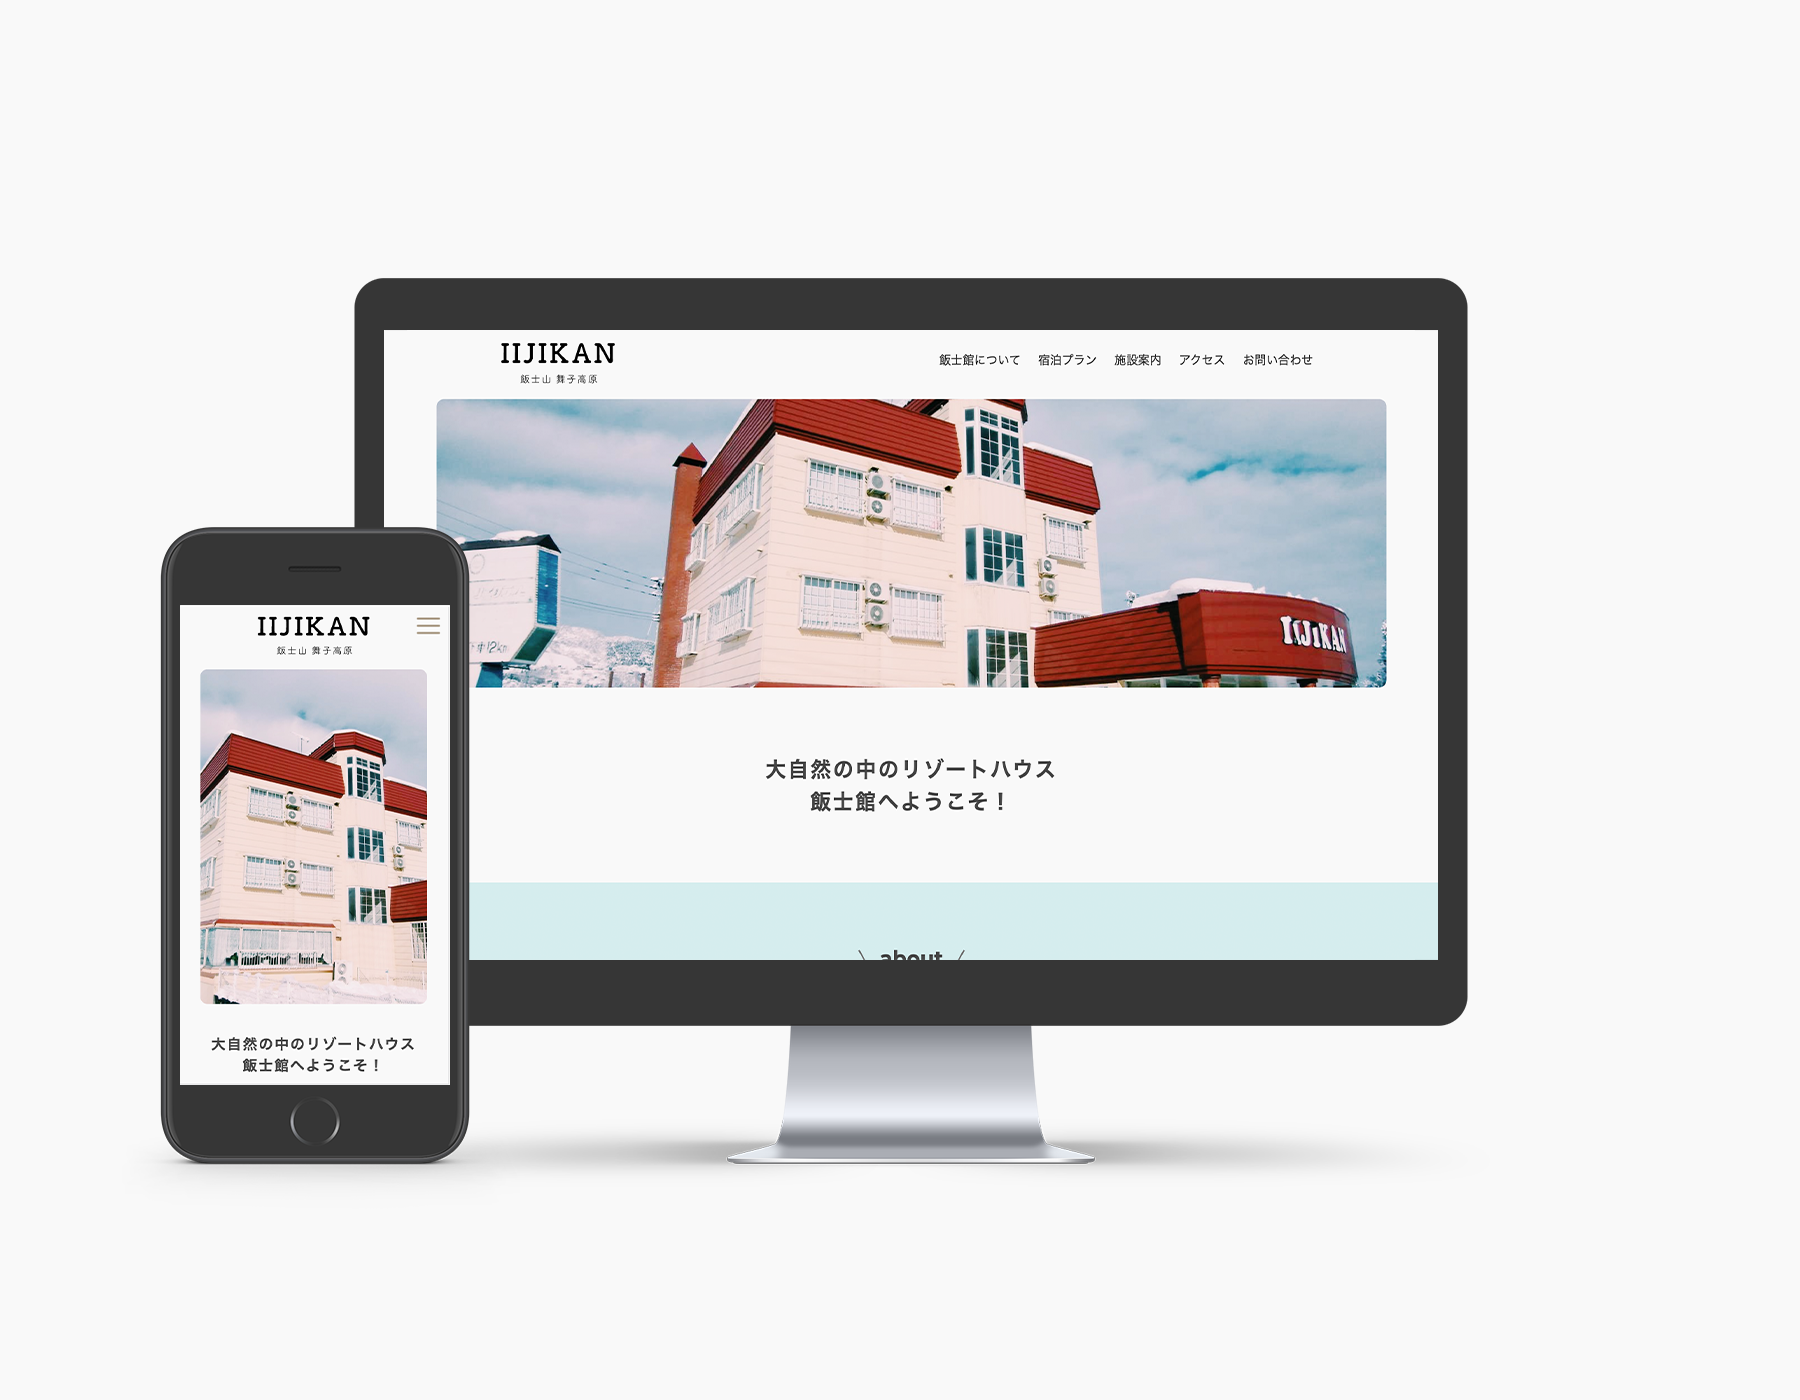 IIJIKAN
飯士山 舞子高原
飯士館について 宿泊プラン 施設案内 アクセス お問い合わせ
IIJIKAN
大自然の中のリゾートハウス
飯士館へようこそ！
\ about /
IIJIKAN
飯士山 舞子高原
大自然の中のリゾートハウス
飯士館へようこそ！